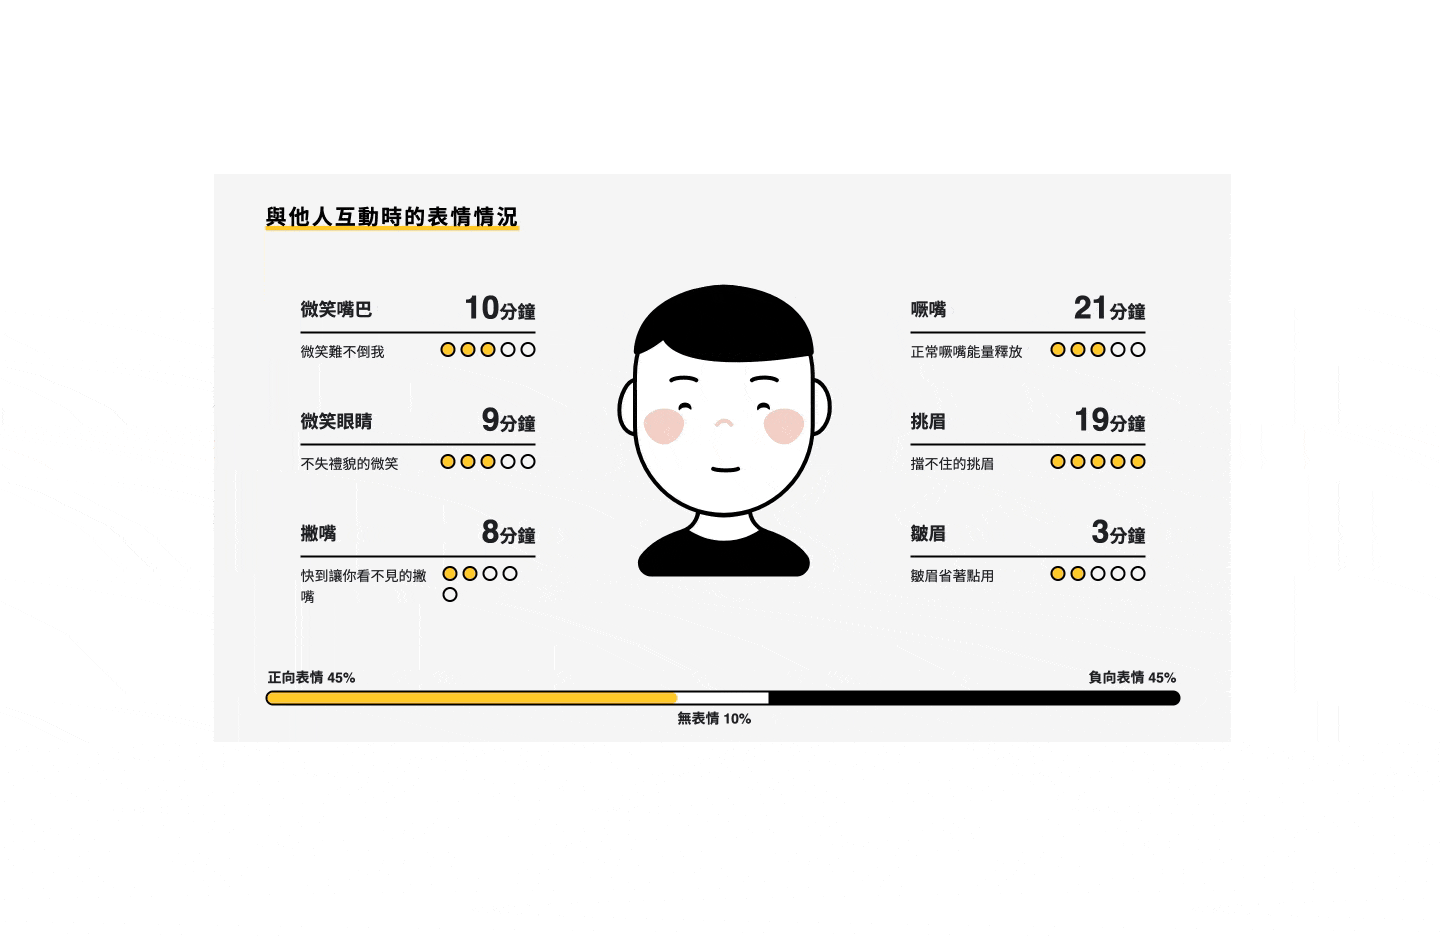 與他人互動時的表情情況
微笑嘴巴 10分鐘
微笑難不倒我
微笑眼睛 9分鐘
不失禮貌的微笑
撇嘴 8分鐘
快到讓你看不見的撇
嘴
噘嘴 21分鐘
正常噘嘴能量釋放
挑眉 19分鐘
擋不住的挑眉
皺眉 3分鐘
皺眉省著點用
正向表情 45%
負向表情 45%
無表情 10%